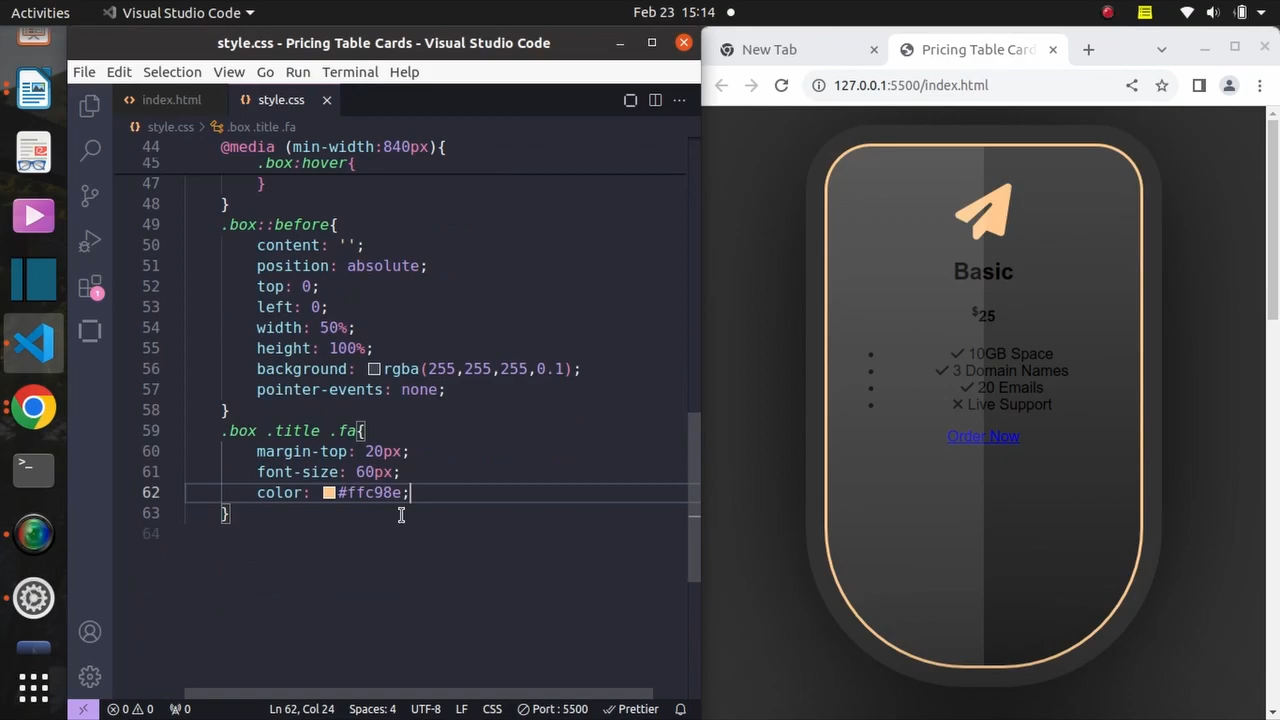 Activities
Visual Studio Code
Feb 23 15:14
style.css - Pricing Table Cards - Visual Studio Code
File Edit Selection View Go Run Terminal Help
index.html
style.css
style.css > .box .title .fa
44 @media (min-width:840px){
45 .box:hover{
47 }
48 }
49 .box::before{
50 content: '';
51 position: absolute;
52 top: 0;
53 left: 0;
54 width: 50%;
55 height: 100%;
56 background: rgba(255,255,255,0.1);
57 pointer-events: none;
58 }
59 .box .title .fa{
60 margin-top: 20px;
61 font-size: 60px;
62 color: #ffc98e;
63 }
64
1
0 0 0
Ln 62, Col 24 Spaces: 4 UTF-8 LF CSS Port : 5500 Prettier
New Tab
Pricing Table Card
127.0.0.1:5500/index.html
Basic
$25
10GB Space
3 Domain Names
20 Emails
Live Support
Order Now